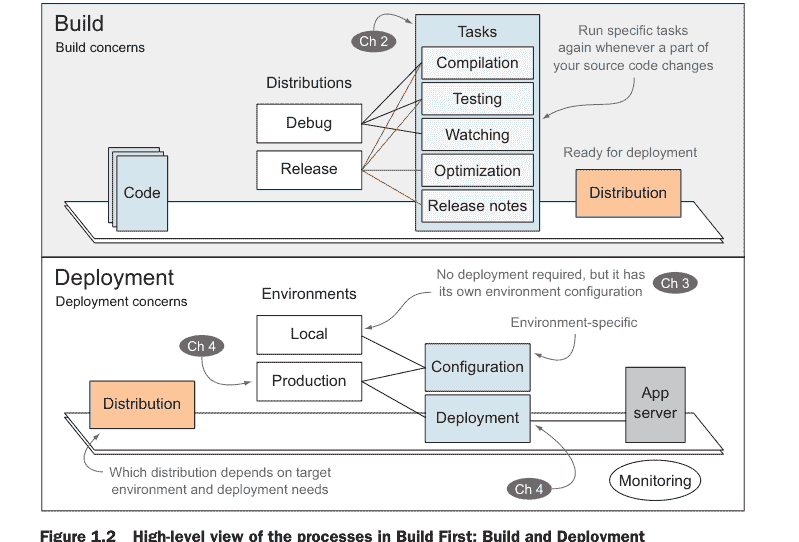 Build
Build concerns
Ch 2
Tasks
Run specific tasks
again whenever a part of
your source code changes
Distributions
Debug
Release
Compilation
Testing
Watching
Optimization
Release notes
Code
Ready for deployment
Distribution
Deployment
Deployment concerns
Environments
No deployment required, but it has
its own environment configuration
Ch 3
Local
Production
Ch 4
Environment-specific
Configuration
Deployment
Distribution
App
server
Which distribution depends on target
environment and deployment needs
Ch 4
Monitoring
Figure 1.2 High-level view of the processes in Build First: Build and Deployment